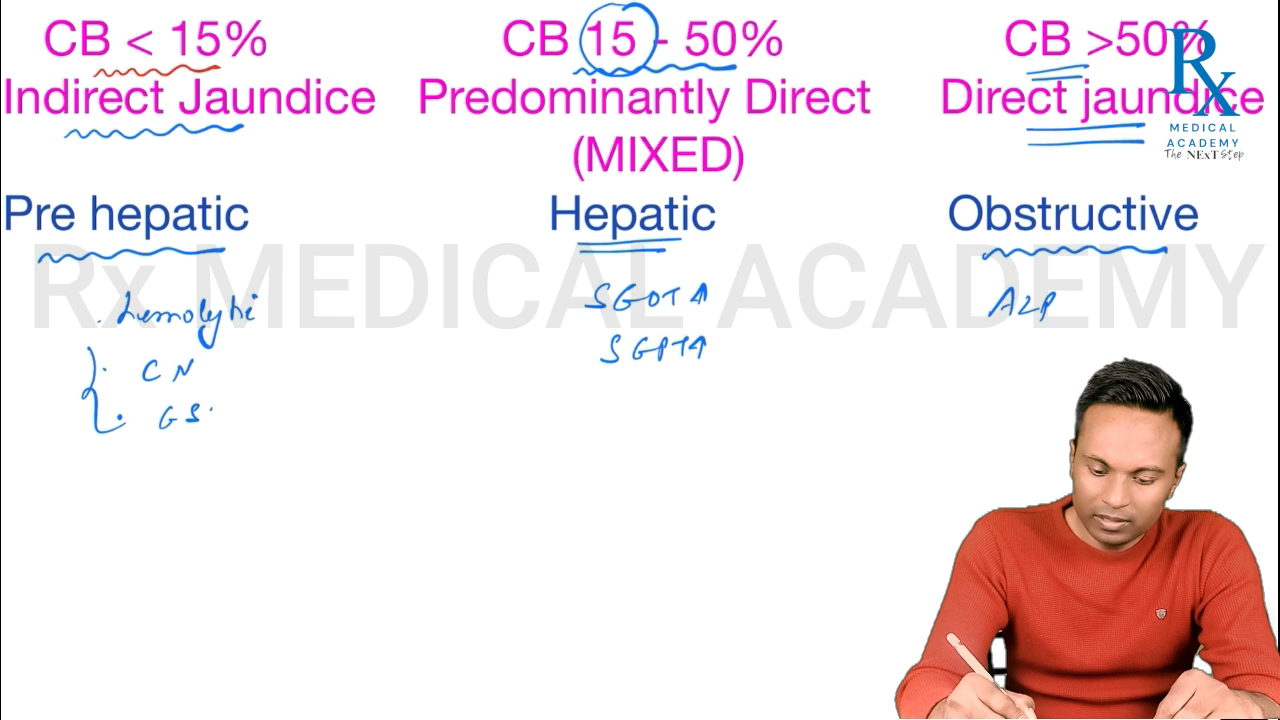 CB < 15%
Indirect Jaundice
Pre hepatic
CB 15 - 50%
Predominantly Direct
(MIXED)
Hepatic
CB >50%
Direct jaundice
Obstructive
Rx
MEDICAL
ACADEMY
The NExT Step
Rx MEDICAL ACADEMY
. hemolytic
CN
GS
SGOT↑
SGPT↑
ALP